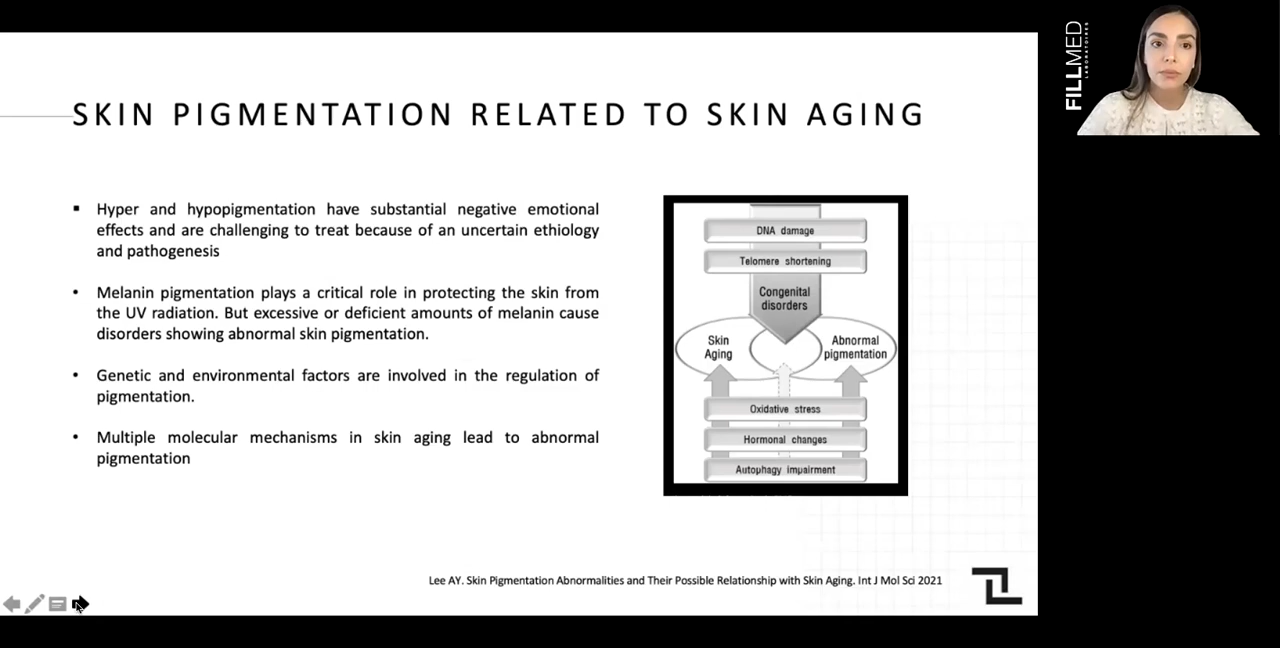 SKIN PIGMENTATION RELATED TO SKIN AGING
▪ Hyper and hypopigmentation have substantial negative emotional
effects and are challenging to treat because of an uncertain ethiology
and pathogenesis
• Melanin pigmentation plays a critical role in protecting the skin from
the UV radiation. But excessive or deficient amounts of melanin cause
disorders showing abnormal skin pigmentation.
• Genetic and environmental factors are involved in the regulation of
pigmentation.
• Multiple molecular mechanisms in skin aging lead to abnormal
pigmentation
DNA damage
Telomere shortening
Congenital
disorders
Skin
Aging
Abnormal
pigmentation
Oxidative stress
Hormonal changes
Autophagy impairment
Lee AY. Skin Pigmentation Abnormalities and Their Possible Relationship with Skin Aging. Int J Mol Sci 2021
FILLMED
LABORATOIRES